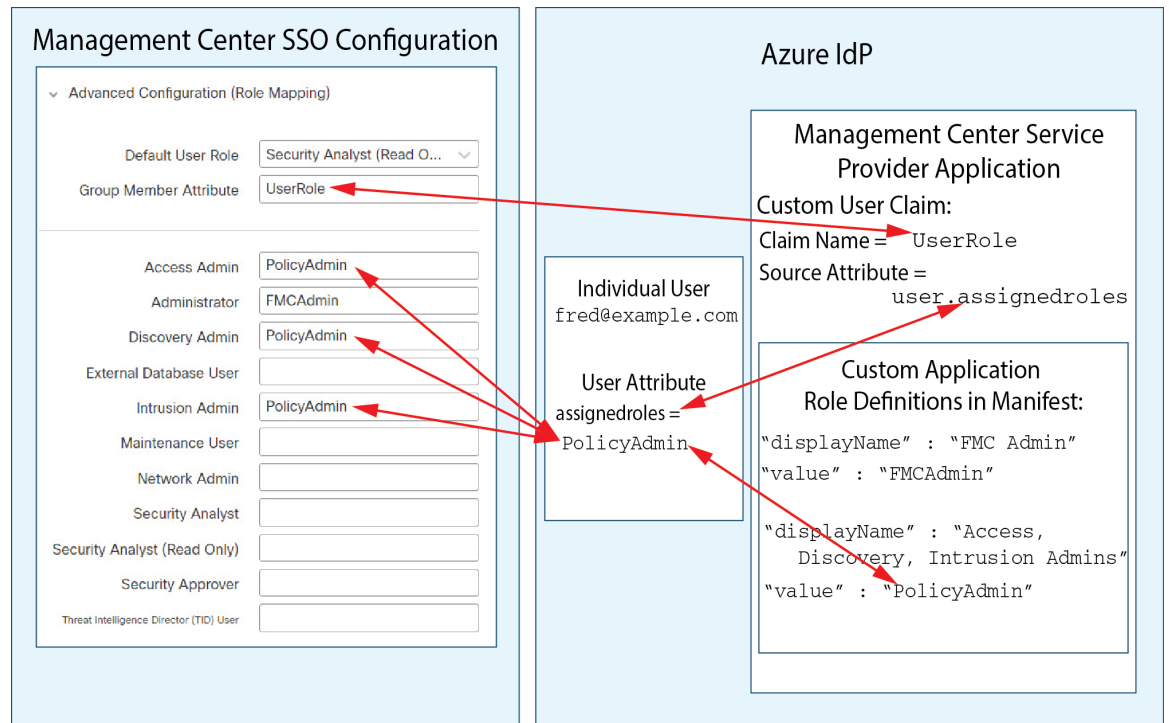 Management Center SSO Configuration
Advanced Configuration (Role Mapping)
Default User Role
Security Analyst (Read O...
Group Member Attribute
UserRole
Access Admin
PolicyAdmin
Administrator
FMCAdmin
Discovery Admin
PolicyAdmin
External Database User
Intrusion Admin
PolicyAdmin
Maintenance User
Network Admin
Security Analyst
Security Analyst (Read Only)
Security Approver
Threat Intelligence Director (TID) User
Azure IdP
Individual User
fred@example.com
User Attribute
assignedroles =
PolicyAdmin
Management Center Service
Provider Application
Custom User Claim:
Claim Name = UserRole
Source Attribute =
user.assignedroles
Custom Application
Role Definitions in Manifest:
“displayName” : “FMC Admin”
“value” : “FMCAdmin”
“displayName” : “Access,
Discovery, Intrusion Admins”
“value” : “PolicyAdmin”